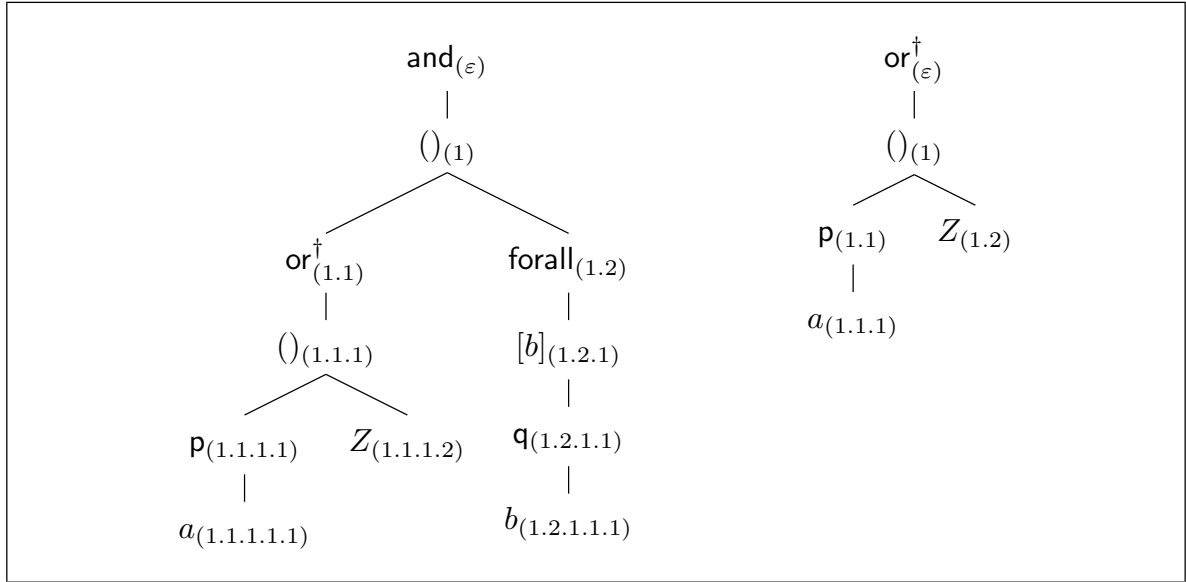 and(ε) or†(ε)
()(1) ()(1)
or†(1.1) forall(1.2) p(1.1) Z(1.2)
()(1.1.1) [b](1.2.1) a(1.1.1)
p(1.1.1.1) Z(1.1.1.2) q(1.2.1.1)
a(1.1.1.1.1) b(1.2.1.1.1)